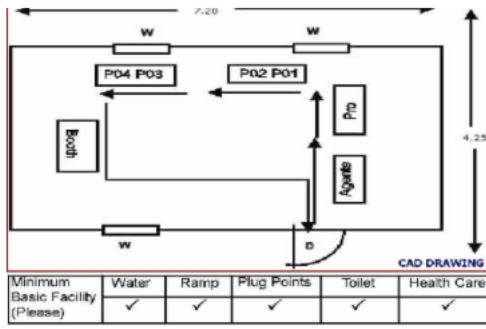 7.20
W W
P04 P03 P02 P01
Pro
Booth
4.25
Agents
W D
CAD DRAWING
Minimum Basic Facility (Please) Water Ramp Plug Points Toilet Health Care
✓ ✓ ✓ ✓ ✓